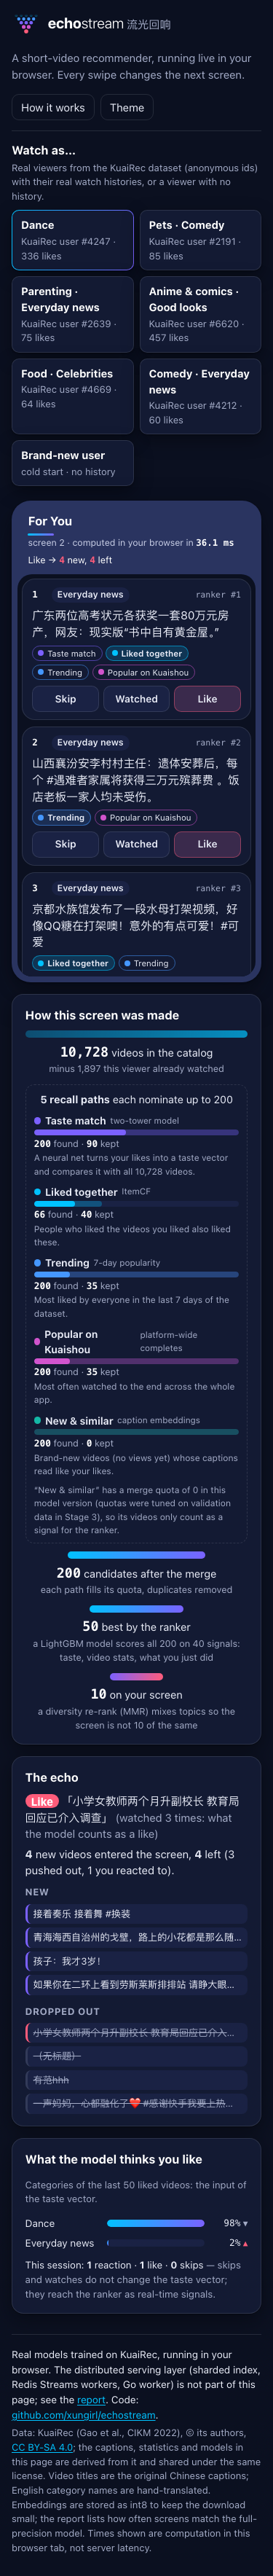 echostream 流光回响
A short-video recommender, running live in your
browser. Every swipe changes the next screen.
How it works
Theme
Watch as...
Real viewers from the KuaiRec dataset (anonymous ids)
with their real watch histories, or a viewer with no
history.
Dance
KuaiRec user #4247 ·
336 likes
Pets · Comedy
KuaiRec user #2191 ·
85 likes
Parenting ·
Everyday news
KuaiRec user #2639 ·
75 likes
Anime & comics ·
Good looks
KuaiRec user #6620 ·
457 likes
Food · Celebrities
KuaiRec user #4669 ·
64 likes
Comedy · Everyday
news
KuaiRec user #4212 ·
60 likes
Brand-new user
cold start · no history
For You
screen 2 · computed in your browser in 36.1 ms
Like → 4 new, 4 left
1 Everyday news ranker #1
广东两位高考状元各获奖一套80万元房
产，网友：现实版“书中自有黄金屋。”
Taste match
Liked together
Trending
Popular on Kuaishou
Skip
Watched
Like
2 Everyday news ranker #2
山西襄汾安李村村主任：遗体安葬后，每
个 #遇难者家属将获得三万元殡葬费 。饭
店老板一家人均未受伤。
Trending
Popular on Kuaishou
Skip
Watched
Like
3 Everyday news ranker #3
京都水族馆发布了一段水母打架视频，好
像QQ糖在打架噢！意外的有点可爱！#可
爱
Liked together
Trending
How this screen was made
10,728 videos in the catalog
minus 1,897 this viewer already watched
5 recall paths each nominate up to 200
Taste match two-tower model
200 found · 90 kept
A neural net turns your likes into a taste vector
and compares it with all 10,728 videos.
Liked together ItemCF
66 found · 40 kept
People who liked the videos you liked also liked
these.
Trending 7-day popularity
200 found · 35 kept
Most liked by everyone in the last 7 days of the
dataset.
Popular on
Kuaishou
platform-wide
completes
200 found · 35 kept
Most often watched to the end across the whole
app.
New & similar caption embeddings
200 found · 0 kept
Brand-new videos (no views yet) whose captions
read like your likes.
“New & similar” has a merge quota of 0 in this
model version (quotas were tuned on validation
data in Stage 3), so its videos only count as a
signal for the ranker.
200 candidates after the merge
each path fills its quota, duplicates removed
50 best by the ranker
a LightGBM model scores all 200 on 40 signals:
taste, video stats, what you just did
10 on your screen
a diversity re-rank (MMR) mixes topics so the
screen is not 10 of the same
The echo
Like 「小学女教师两个月升副校长 教育局
回应已介入调查」 (watched 3 times: what
the model counts as a like)
4 new videos entered the screen, 4 left (3
pushed out, 1 you reacted to).
NEW
接着奏乐 接着舞 #换装
青海海西自治州的戈壁，路上的小花都是那么随...
孩子：我才3岁！
如果你在二环上看到劳斯莱斯排排站 请睁大眼...
DROPPED OUT
小学女教师两个月升副校长 教育局回应已介入...
（无标题）
有范hhh
一声妈妈，心都融化了❤️ #感谢快手我要上热...
What the model thinks you like
Categories of the last 50 liked videos: the input of
the taste vector.
Dance 98% ▼
Everyday news 2% ▲
This session: 1 reaction · 1 like · 0 skips — skips
and watches do not change the taste vector;
they reach the ranker as real-time signals.
Real models trained on KuaiRec, running in your
browser. The distributed serving layer (sharded index,
Redis Streams workers, Go worker) is not part of this
page; see the report. Code:
github.com/xungirl/echostream.
Data: KuaiRec (Gao et al., CIKM 2022), © its authors,
CC BY-SA 4.0; the captions, statistics and models in
this page are derived from it and shared under the same
license. Video titles are the original Chinese captions;
English category names are hand-translated.
Embeddings are stored as int8 to keep the download
small; the report lists how often screens match the full-
precision model. Times shown are computation in this
browser tab, not server latency.